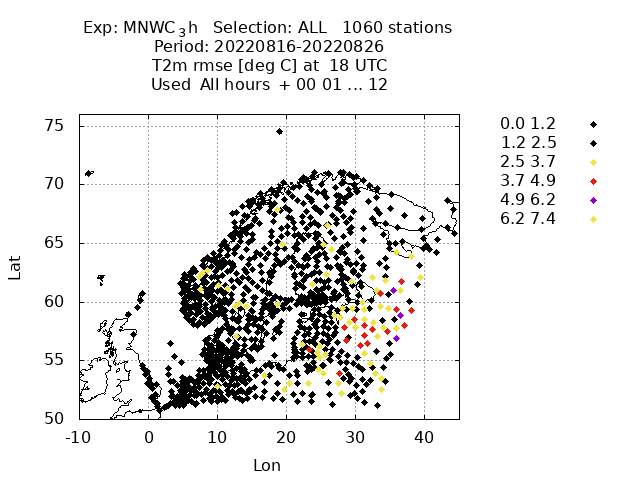 Exp: MNWC₃h Selection: ALL 1060 stations
Period: 20220816-20220826
T2m rmse [deg C] at 18 UTC
Used All hours + 00 01 ... 12
75
70
65
60
55
50
-10 0 10 20 30 40
Lat
Lon
0.0 1.2
1.2 2.5
2.5 3.7
3.7 4.9
4.9 6.2
6.2 7.4